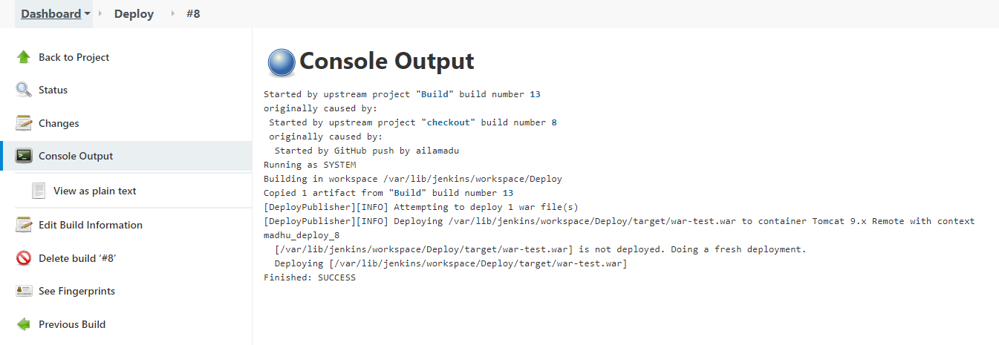 Dashboard Deploy #8
Back to Project
Status
Changes
Console Output
View as plain text
Edit Build Information
Delete build ‘#8’
See Fingerprints
Previous Build
Console Output
Started by upstream project "Build" build number 13
originally caused by:
Started by upstream project "checkout" build number 8
originally caused by:
Started by GitHub push by ailamadu
Running as SYSTEM
Building in workspace /var/lib/jenkins/workspace/Deploy
Copied 1 artifact from "Build" build number 13
[DeployPublisher][INFO] Attempting to deploy 1 war file(s)
[DeployPublisher][INFO] Deploying /var/lib/jenkins/workspace/Deploy/target/war-test.war to container Tomcat 9.x Remote with context
madhu_deploy_8
[/var/lib/jenkins/workspace/Deploy/target/war-test.war] is not deployed. Doing a fresh deployment.
Deploying [/var/lib/jenkins/workspace/Deploy/target/war-test.war]
Finished: SUCCESS